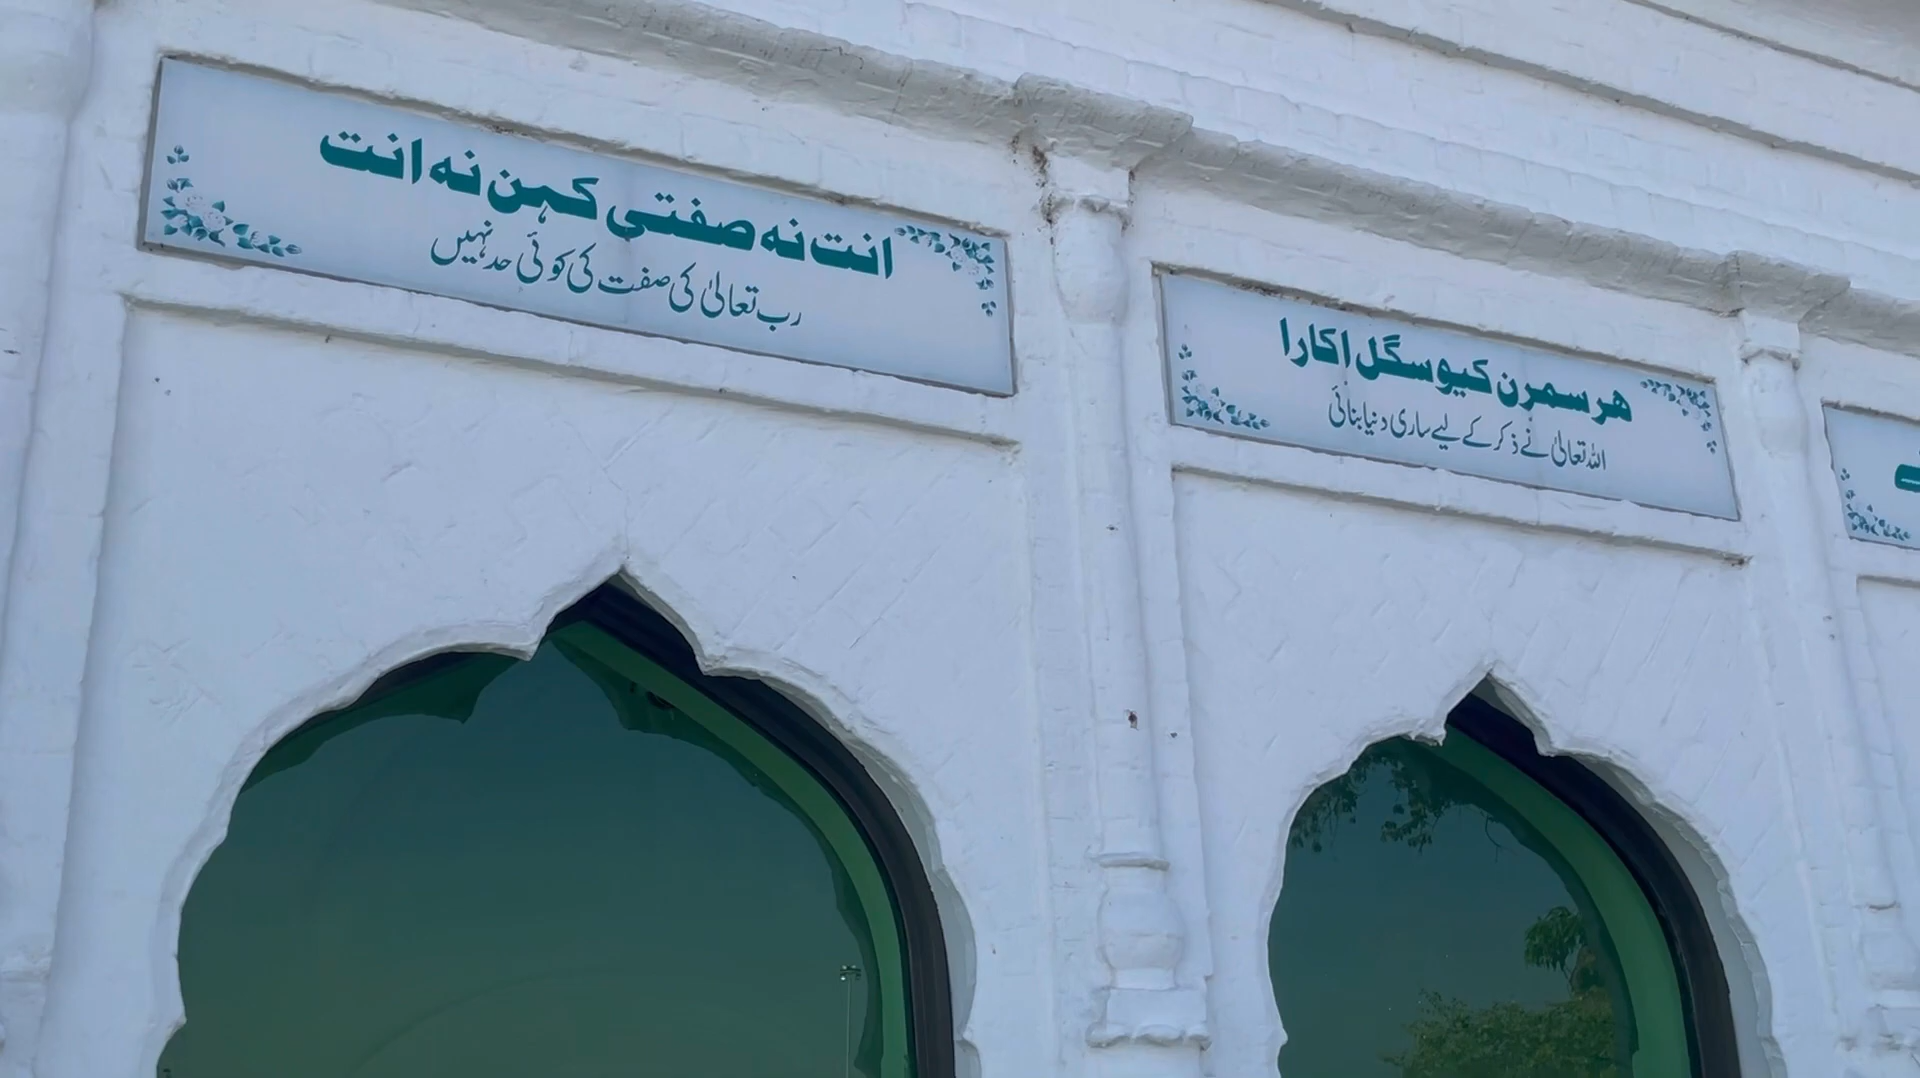 انت نہ صفتی کہن نہ انت
رب تعالیٰ کی صفت کی کوئی حد نہیں
ھر سمرن کیو سگل اکارا
اللہ تعالیٰ نے ذکر کے لیے ساری دنیا بنائی